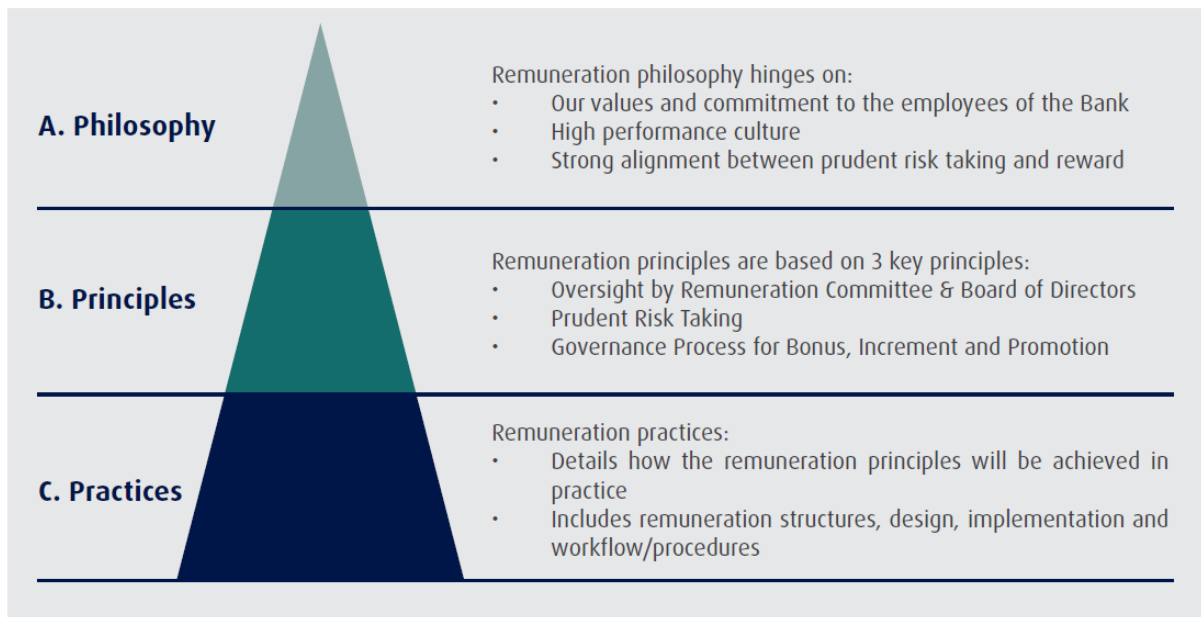 A. Philosophy
Remuneration philosophy hinges on:
• Our values and commitment to the employees of the Bank
• High performance culture
• Strong alignment between prudent risk taking and reward
B. Principles
Remuneration principles are based on 3 key principles:
• Oversight by Remuneration Committee & Board of Directors
• Prudent Risk Taking
• Governance Process for Bonus, Increment and Promotion
C. Practices
Remuneration practices:
• Details how the remuneration principles will be achieved in
practice
• Includes remuneration structures, design, implementation and
workflow/procedures